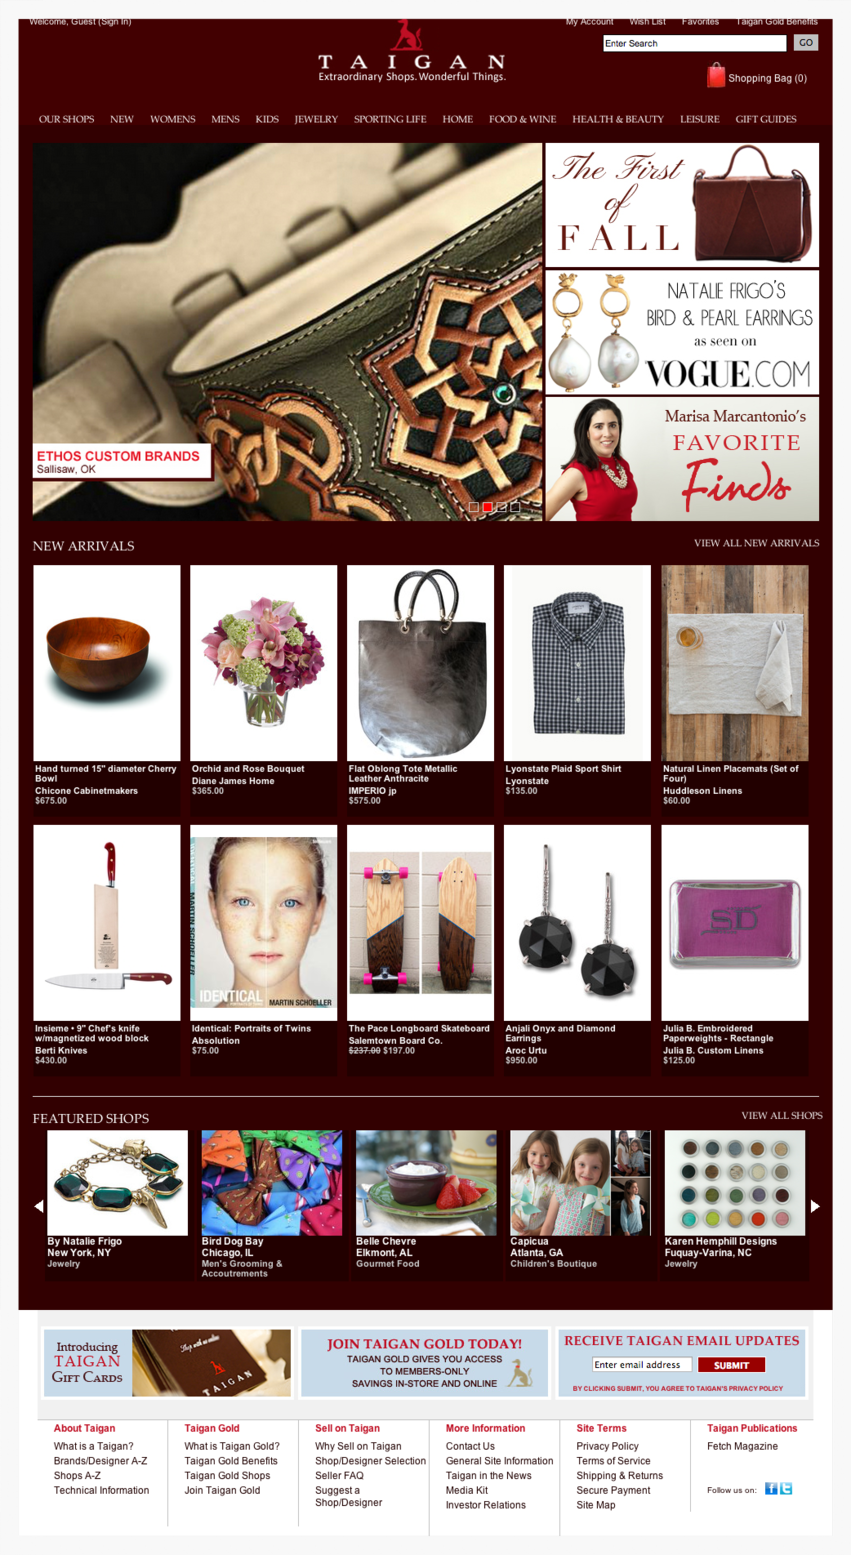 Welcome, Guest (Sign In)
My Account Wish List Favorites Taigan Gold Benefits
Enter Search GO
TAIGAN
Extraordinary Shops. Wonderful Things.
Shopping Bag (0)
OUR SHOPS NEW WOMENS MENS KIDS JEWELRY SPORTING LIFE HOME FOOD & WINE HEALTH & BEAUTY LEISURE GIFT GUIDES
ETHOS CUSTOM BRANDS
Sallisaw, OK
The First
of
FALL
NATALIE FRIGO'S
BIRD & PEARL EARRINGS
as seen on
VOGUE.COM
Marisa Marcantonio's
FAVORITE
Finds
NEW ARRIVALS
VIEW ALL NEW ARRIVALS
Hand turned 15" diameter Cherry
Bowl
Chicone Cabinetmakers
$675.00
Orchid and Rose Bouquet
Diane James Home
$365.00
Flat Oblong Tote Metallic
Leather Anthracite
IMPERIO jp
$575.00
Lyonstate Plaid Sport Shirt
Lyonstate
$135.00
Natural Linen Placemats (Set of
Four)
Huddleson Linens
$60.00
MARTIN SCHOELLER
IDENTICAL
MARTIN SCHOELLER
SD
Insieme • 9" Chef's knife
w/magnetized wood block
Berti Knives
$430.00
Identical: Portraits of Twins
Absolution
$75.00
The Pace Longboard Skateboard
Salemtown Board Co.
$237.00 $197.00
Anjali Onyx and Diamond
Earrings
Aroc Urtu
$950.00
Julia B. Embroidered
Paperweights - Rectangle
Julia B. Custom Linens
$125.00
FEATURED SHOPS
VIEW ALL SHOPS
By Natalie Frigo
New York, NY
Jewelry
Bird Dog Bay
Chicago, IL
Men's Grooming &
Accoutrements
Belle Chevre
Elkmont, AL
Gourmet Food
Capicua
Atlanta, GA
Children's Boutique
Karen Hemphill Designs
Fuquay-Varina, NC
Jewelry
Introducing
TAIGAN
GIFT CARDS
Shop with us online
TAIGAN
JOIN TAIGAN GOLD TODAY!
TAIGAN GOLD GIVES YOU ACCESS
TO MEMBERS-ONLY
SAVINGS IN-STORE AND ONLINE
RECEIVE TAIGAN EMAIL UPDATES
Enter email address SUBMIT
BY CLICKING SUBMIT, YOU AGREE TO TAIGAN'S PRIVACY POLICY
About Taigan
What is a Taigan?
Brands/Designer A-Z
Shops A-Z
Technical Information
Taigan Gold
What is Taigan Gold?
Taigan Gold Benefits
Taigan Gold Shops
Join Taigan Gold
Sell on Taigan
Why Sell on Taigan
Shop/Designer Selection
Seller FAQ
Suggest a
Shop/Designer
More Information
Contact Us
General Site Information
Taigan in the News
Media Kit
Investor Relations
Site Terms
Privacy Policy
Terms of Service
Shipping & Returns
Secure Payment
Site Map
Taigan Publications
Fetch Magazine
Follow us on: